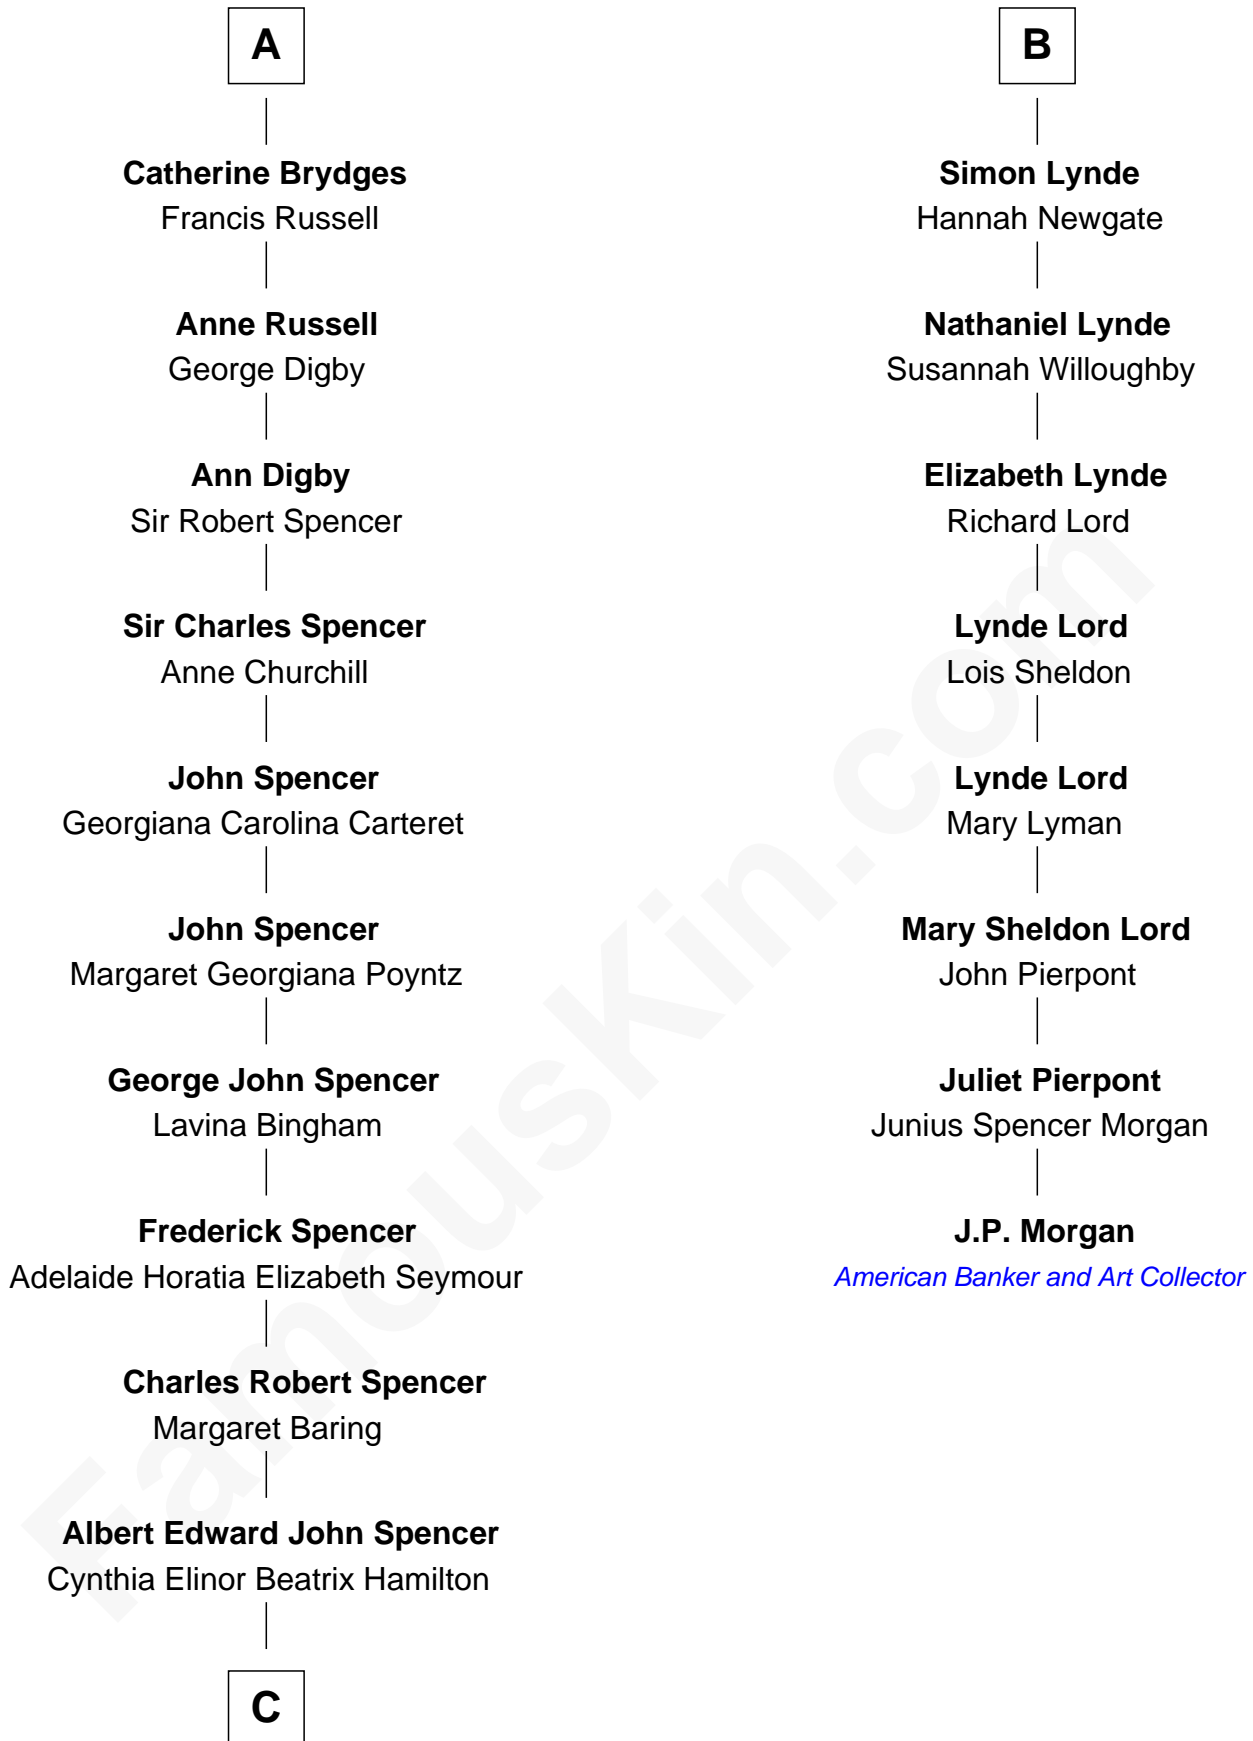 A
Catherine Brydges
Francis Russell
Anne Russell
George Digby
Ann Digby
Sir Robert Spencer
Sir Charles Spencer
Anne Churchill
John Spencer
Georgiana Carolina Carteret
John Spencer
Margaret Georgiana Poyntz
George John Spencer
Lavina Bingham
Frederick Spencer
Adelaide Horatia Elizabeth Seymour
Charles Robert Spencer
Margaret Baring
Albert Edward John Spencer
Cynthia Elinor Beatrix Hamilton
C
B
Simon Lynde
Hannah Newgate
Nathaniel Lynde
Susannah Willoughby
Elizabeth Lynde
Richard Lord
Lynde Lord
Lois Sheldon
Lynde Lord
Mary Lyman
Mary Sheldon Lord
John Pierpont
Juliet Pierpont
Junius Spencer Morgan
J.P. Morgan
American Banker and Art Collector
FamousKin.com